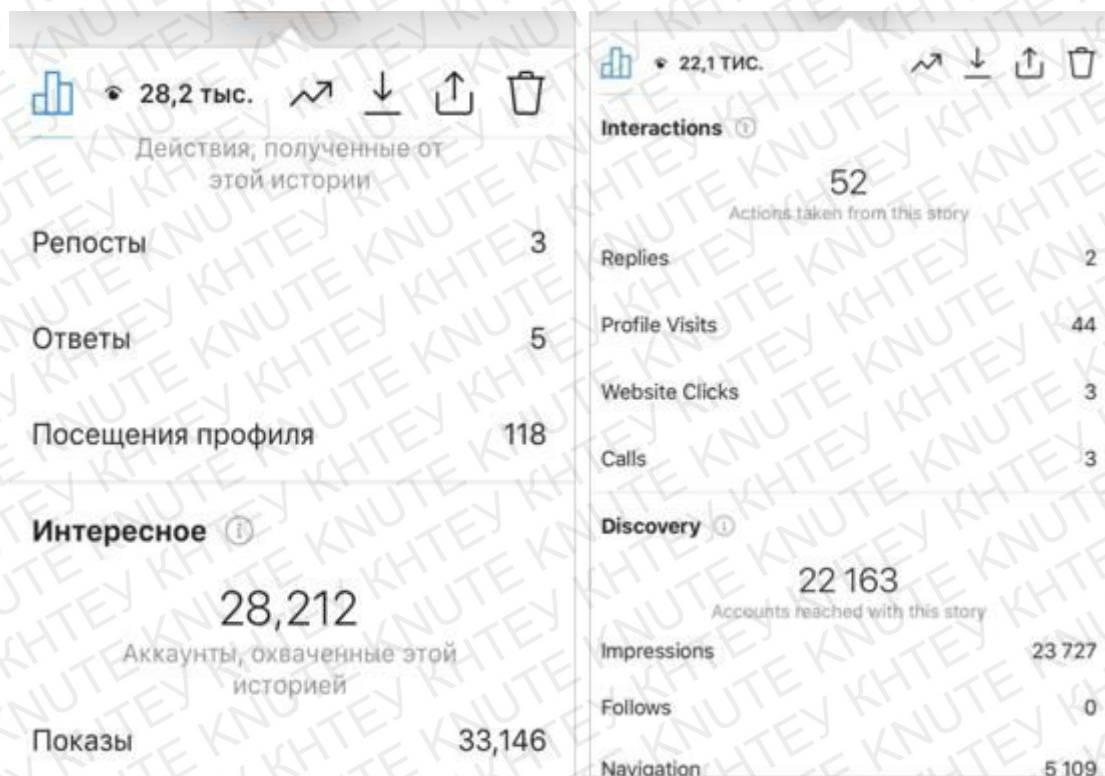 28,2 тыс.
Действия, полученные от
этой истории
Репосты 3
Ответы 5
Посещения профиля 118
Интересное
28,212
Аккаунты, охваченные этой
историей
Показы 33,146
22,1 ТИС.
Interactions
52
Actions taken from this story
Replies 2
Profile Visits 44
Website Clicks 3
Calls 3
Discovery
22 163
Accounts reached with this story
Impressions 23 727
Follows 0
Navigation 5 109
KNUTE КНТЕУ